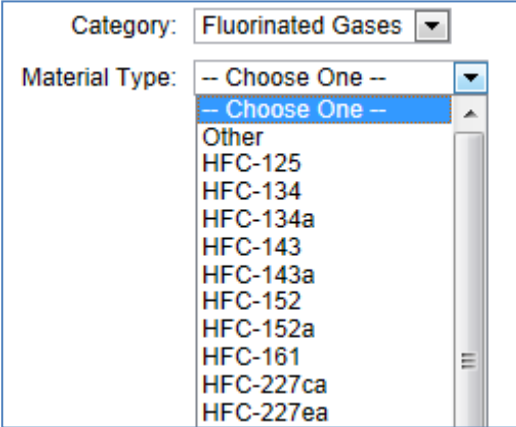 Category: Fluorinated Gases
Material Type: -- Choose One --
-- Choose One --
Other
HFC-125
HFC-134
HFC-134a
HFC-143
HFC-143a
HFC-152
HFC-152a
HFC-161
HFC-227ca
HFC-227ea